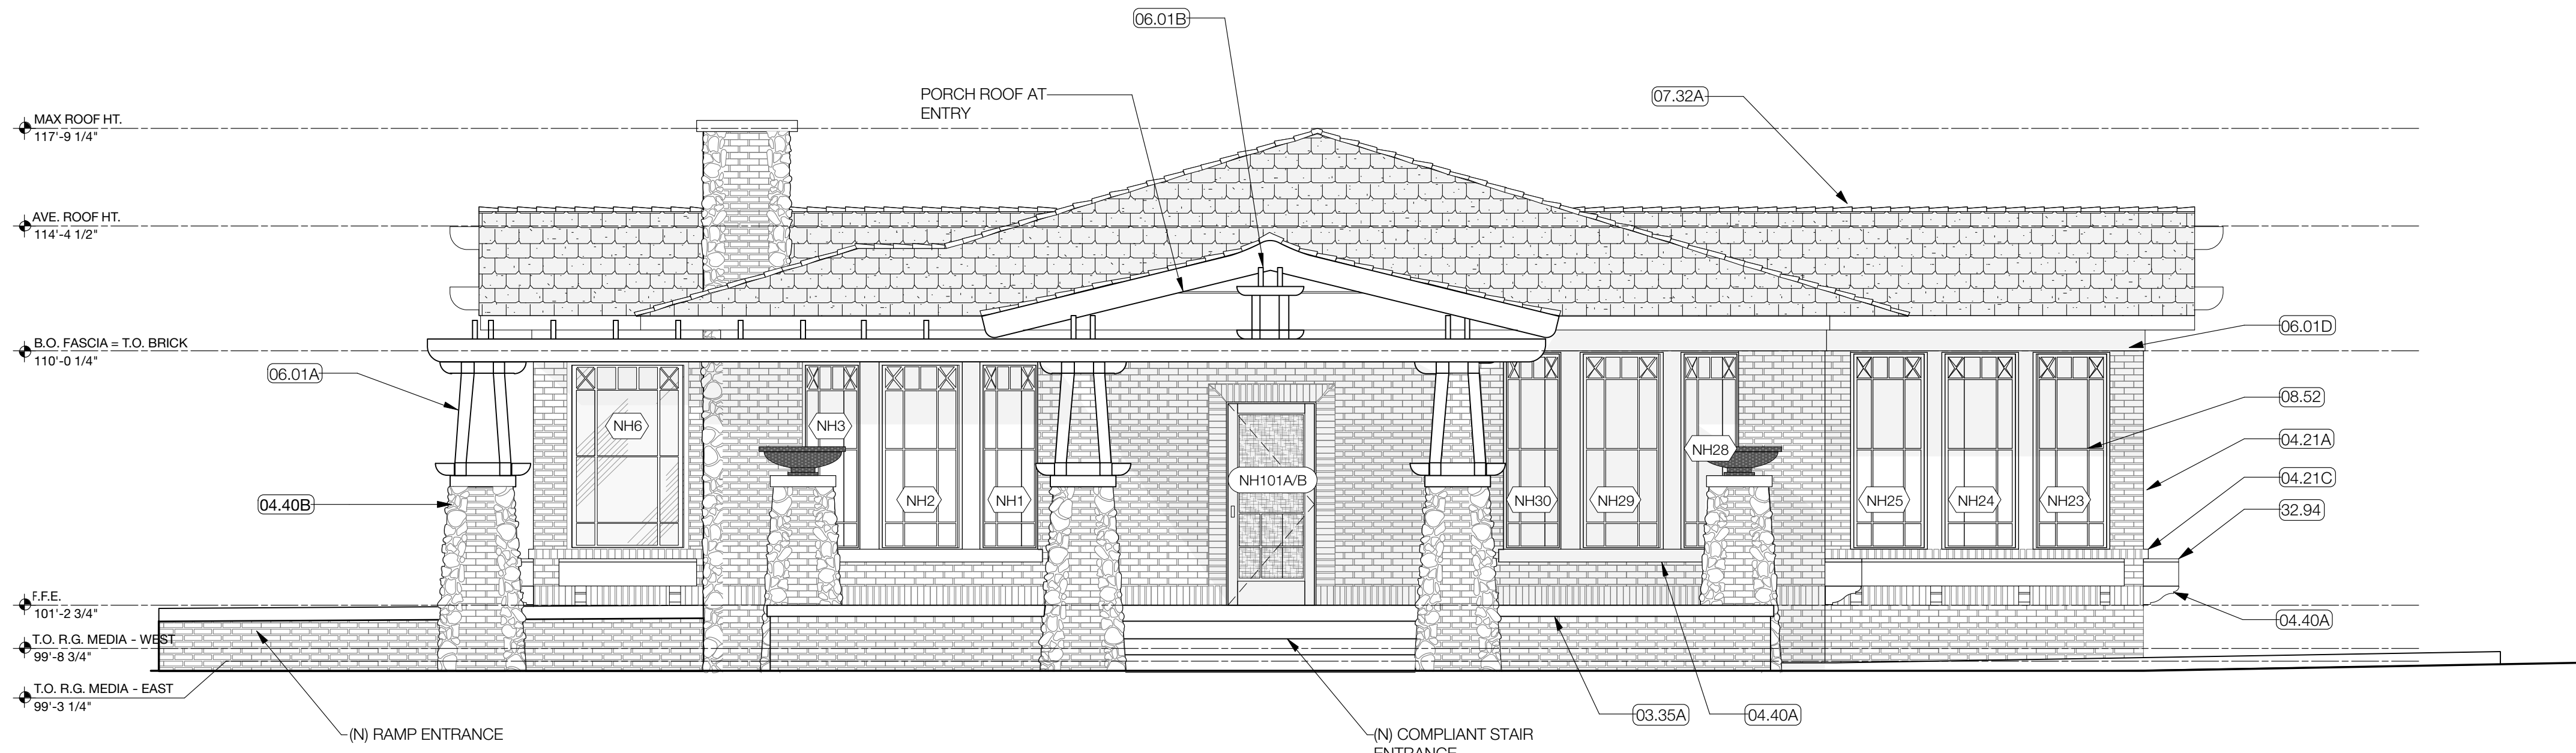 06.01B
PORCH ROOF AT
ENTRY
07.32A
MAX ROOF HT.
117'-9 1/4"
AVE. ROOF HT.
114'-4 1/2"
06.01D
B.O. FASCIA = T.O. BRICK
110'-0 1/4"
06.01A
08.52
NH6
NH3
04.21A
NH28
NH101A/B
04.21C
04.40B
NH2
NH1
NH30
NH29
NH25
NH24
NH23
32.94
F.F.E.
101'-2 3/4"
04.40A
T.O. R.G. MEDIA - WEST
99'-8 3/4"
T.O. R.G. MEDIA - EAST
99'-3 1/4"
03.35A
04.40A
(N) RAMP ENTRANCE
(N) COMPLIANT STAIR
ENTRANCE